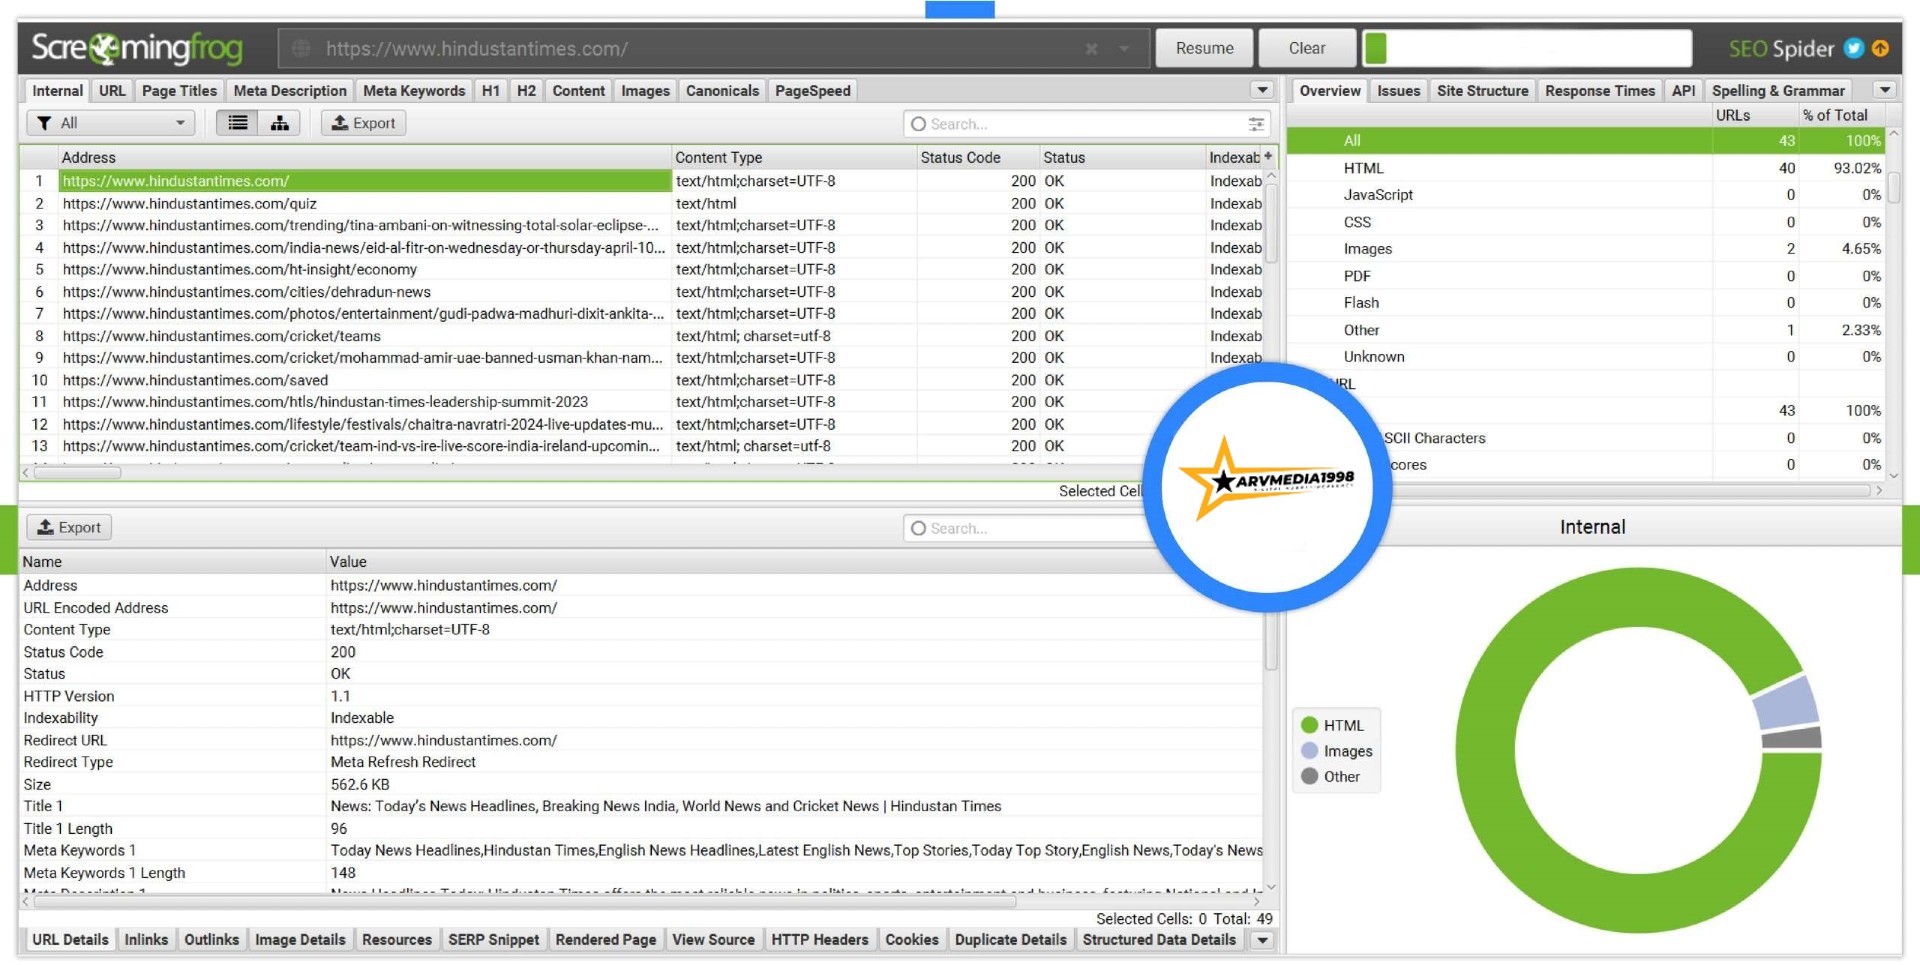 Screamingfrog https://www.hindustantimes.com/ Resume Clear SEO Spider
Internal URL Page Titles Meta Description Meta Keywords H1 H2 Content Images Canonicals PageSpeed
All Export Search...
Address Content Type Status Code Status Indexab
1 https://www.hindustantimes.com/ text/html;charset=UTF-8 200 OK Indexab
2 https://www.hindustantimes.com/quiz text/html 200 OK Indexab
3 https://www.hindustantimes.com/trending/tina-ambani-on-witnessing-total-solar-eclipse-... text/html;charset=UTF-8 200 OK Indexab
4 https://www.hindustantimes.com/india-news/eid-al-fitr-on-wednesday-or-thursday-april-10... text/html;charset=UTF-8 200 OK Indexab
5 https://www.hindustantimes.com/ht-insight/economy text/html;charset=UTF-8 200 OK Indexab
6 https://www.hindustantimes.com/cities/dehradun-news text/html;charset=UTF-8 200 OK Indexab
7 https://www.hindustantimes.com/photos/entertainment/gudi-padwa-madhuri-dixit-ankita-... text/html;charset=UTF-8 200 OK Indexab
8 https://www.hindustantimes.com/cricket/teams text/html; charset=utf-8 200 OK Indexab
9 https://www.hindustantimes.com/cricket/mohammad-amir-uae-banned-usman-khan-nam... text/html;charset=UTF-8 200 OK Indexab
10 https://www.hindustantimes.com/saved text/html;charset=UTF-8 200 OK
11 https://www.hindustantimes.com/htls/hindustan-times-leadership-summit-2023 text/html;charset=UTF-8 200 OK
12 https://www.hindustantimes.com/lifestyle/festivals/chaitra-navratri-2024-live-updates-mu... text/html;charset=UTF-8 200 OK
13 https://www.hindustantimes.com/cricket/team-ind-vs-ire-live-score-india-ireland-upcomin... text/html; charset=utf-8 200 OK
Selected Cell
Overview Issues Site Structure Response Times API Spelling & Grammar
URLs % of Total
All 43 100%
HTML 40 93.02%
JavaScript 0 0%
CSS 0 0%
Images 2 4.65%
PDF 0 0%
Flash 0 0%
Other 1 2.33%
Unknown 0 0%
URL
43 100%
SCII Characters 0 0%
cores 0 0%
ARVMEDIA1998
Export Search...
Name Value
Address https://www.hindustantimes.com/
URL Encoded Address https://www.hindustantimes.com/
Content Type text/html;charset=UTF-8
Status Code 200
Status OK
HTTP Version 1.1
Indexability Indexable
Redirect URL https://www.hindustantimes.com/
Redirect Type Meta Refresh Redirect
Size 562.6 KB
Title 1 News: Today’s News Headlines, Breaking News India, World News and Cricket News | Hindustan Times
Title 1 Length 96
Meta Keywords 1 Today News Headlines,Hindustan Times,English News Headlines,Latest English News,Top Stories,Today Top Story,English News,Today's News
Meta Keywords 1 Length 148
Selected Cells: 0 Total: 49
URL Details Inlinks Outlinks Image Details Resources SERP Snippet Rendered Page View Source HTTP Headers Cookies Duplicate Details Structured Data Details
Internal
HTML
Images
Other